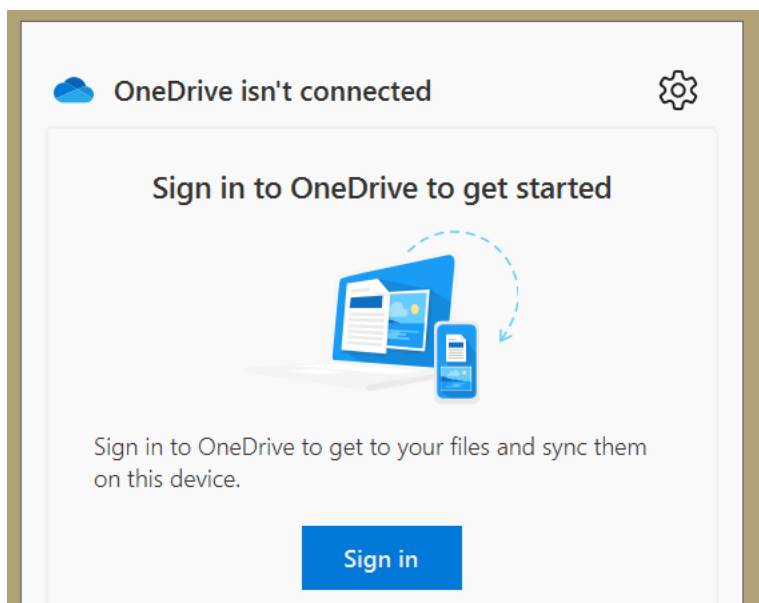 OneDrive isn't connected
Sign in to OneDrive to get started
Sign in to OneDrive to get to your files and sync them
on this device.
Sign in